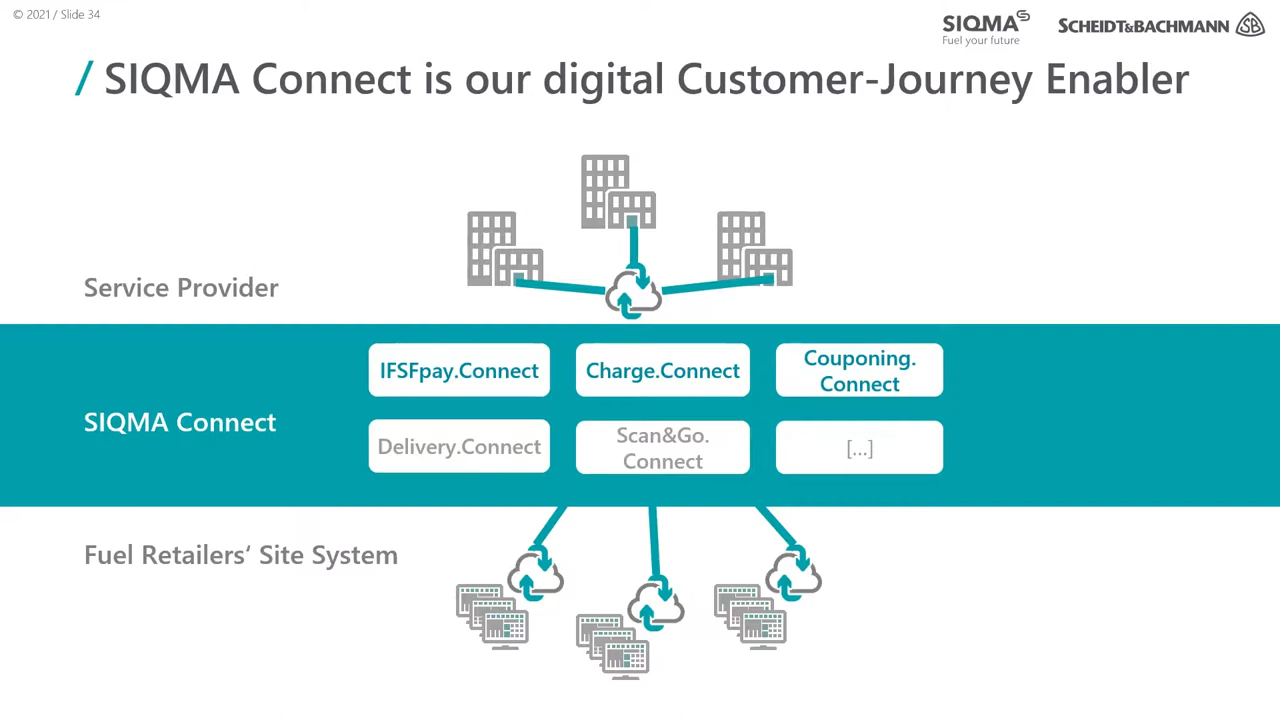 © 2021 / Slide 34
SIQMA
Fuel your future
SCHEIDT&BACHMANN
SB
/ SIQMA Connect is our digital Customer-Journey Enabler
Service Provider
IFSFpay.Connect
Charge.Connect
Couponing.
Connect
SIQMA Connect
Delivery.Connect
Scan&Go.
Connect
[...]
Fuel Retailers‘ Site System